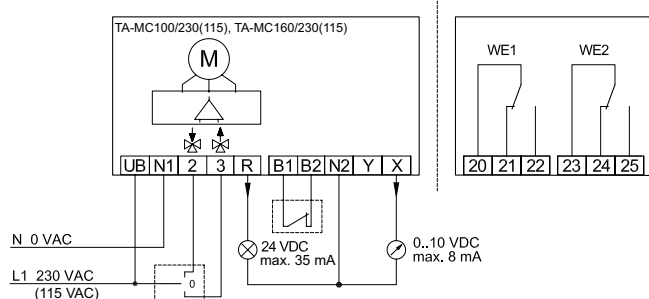 TA-MC100/230(115), TA-MC160/230(115)
M
UB N1 2 3 R B1 B2 N2 Y X
WE1 WE2
20 21 22 23 24 25
N 0 VAC
L1 230 VAC
(115 VAC)
0
24 VDC
max. 35 mA
0..10 VDC
max. 8 mA